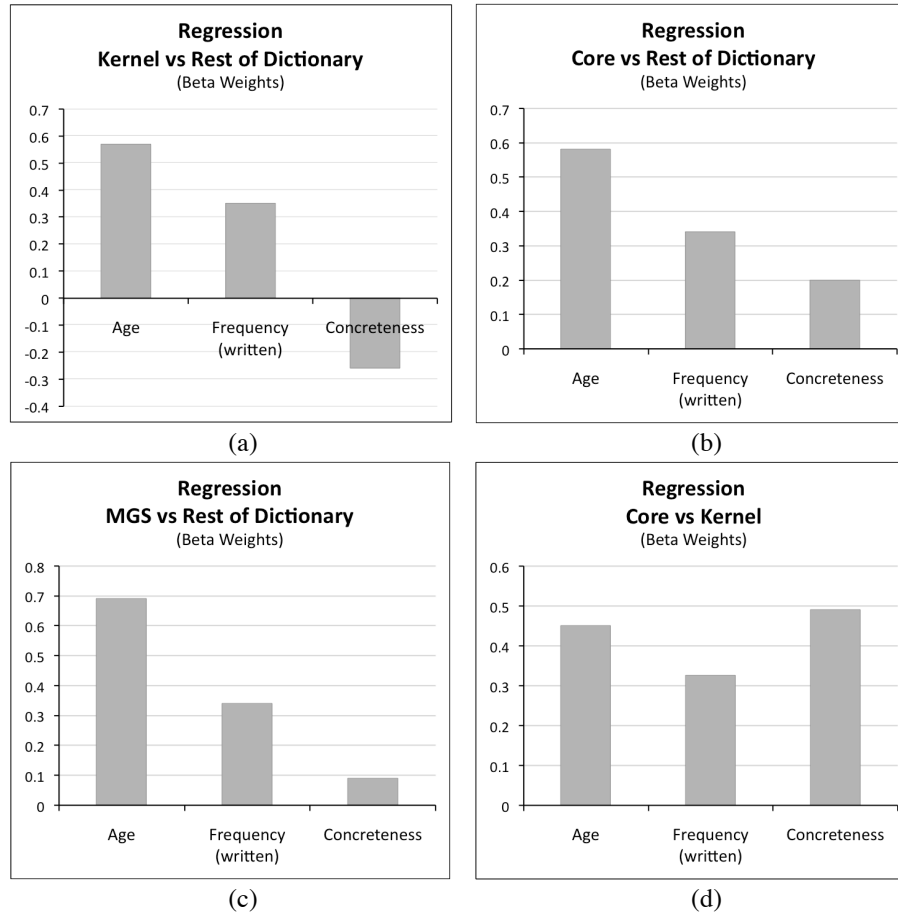 Regression
Kernel vs Rest of Dictionary
(Beta Weights)
0.7
0.6
0.5
0.4
0.3
0.2
0.1
0
-0.1
-0.2
-0.3
-0.4
Age
Frequency
(written)
Concreteness
(a)
Regression
Core vs Rest of Dictionary
(Beta Weights)
0.7
0.6
0.5
0.4
0.3
0.2
0.1
0
Age
Frequency
(written)
Concreteness
(b)
Regression
MGS vs Rest of Dictionary
(Beta Weights)
0.8
0.7
0.6
0.5
0.4
0.3
0.2
0.1
0
Age
Frequency
(written)
Concreteness
(c)
Regression
Core vs Kernel
(Beta Weights)
0.6
0.5
0.4
0.3
0.2
0.1
0
Age
Frequency
(written)
Concreteness
(d)